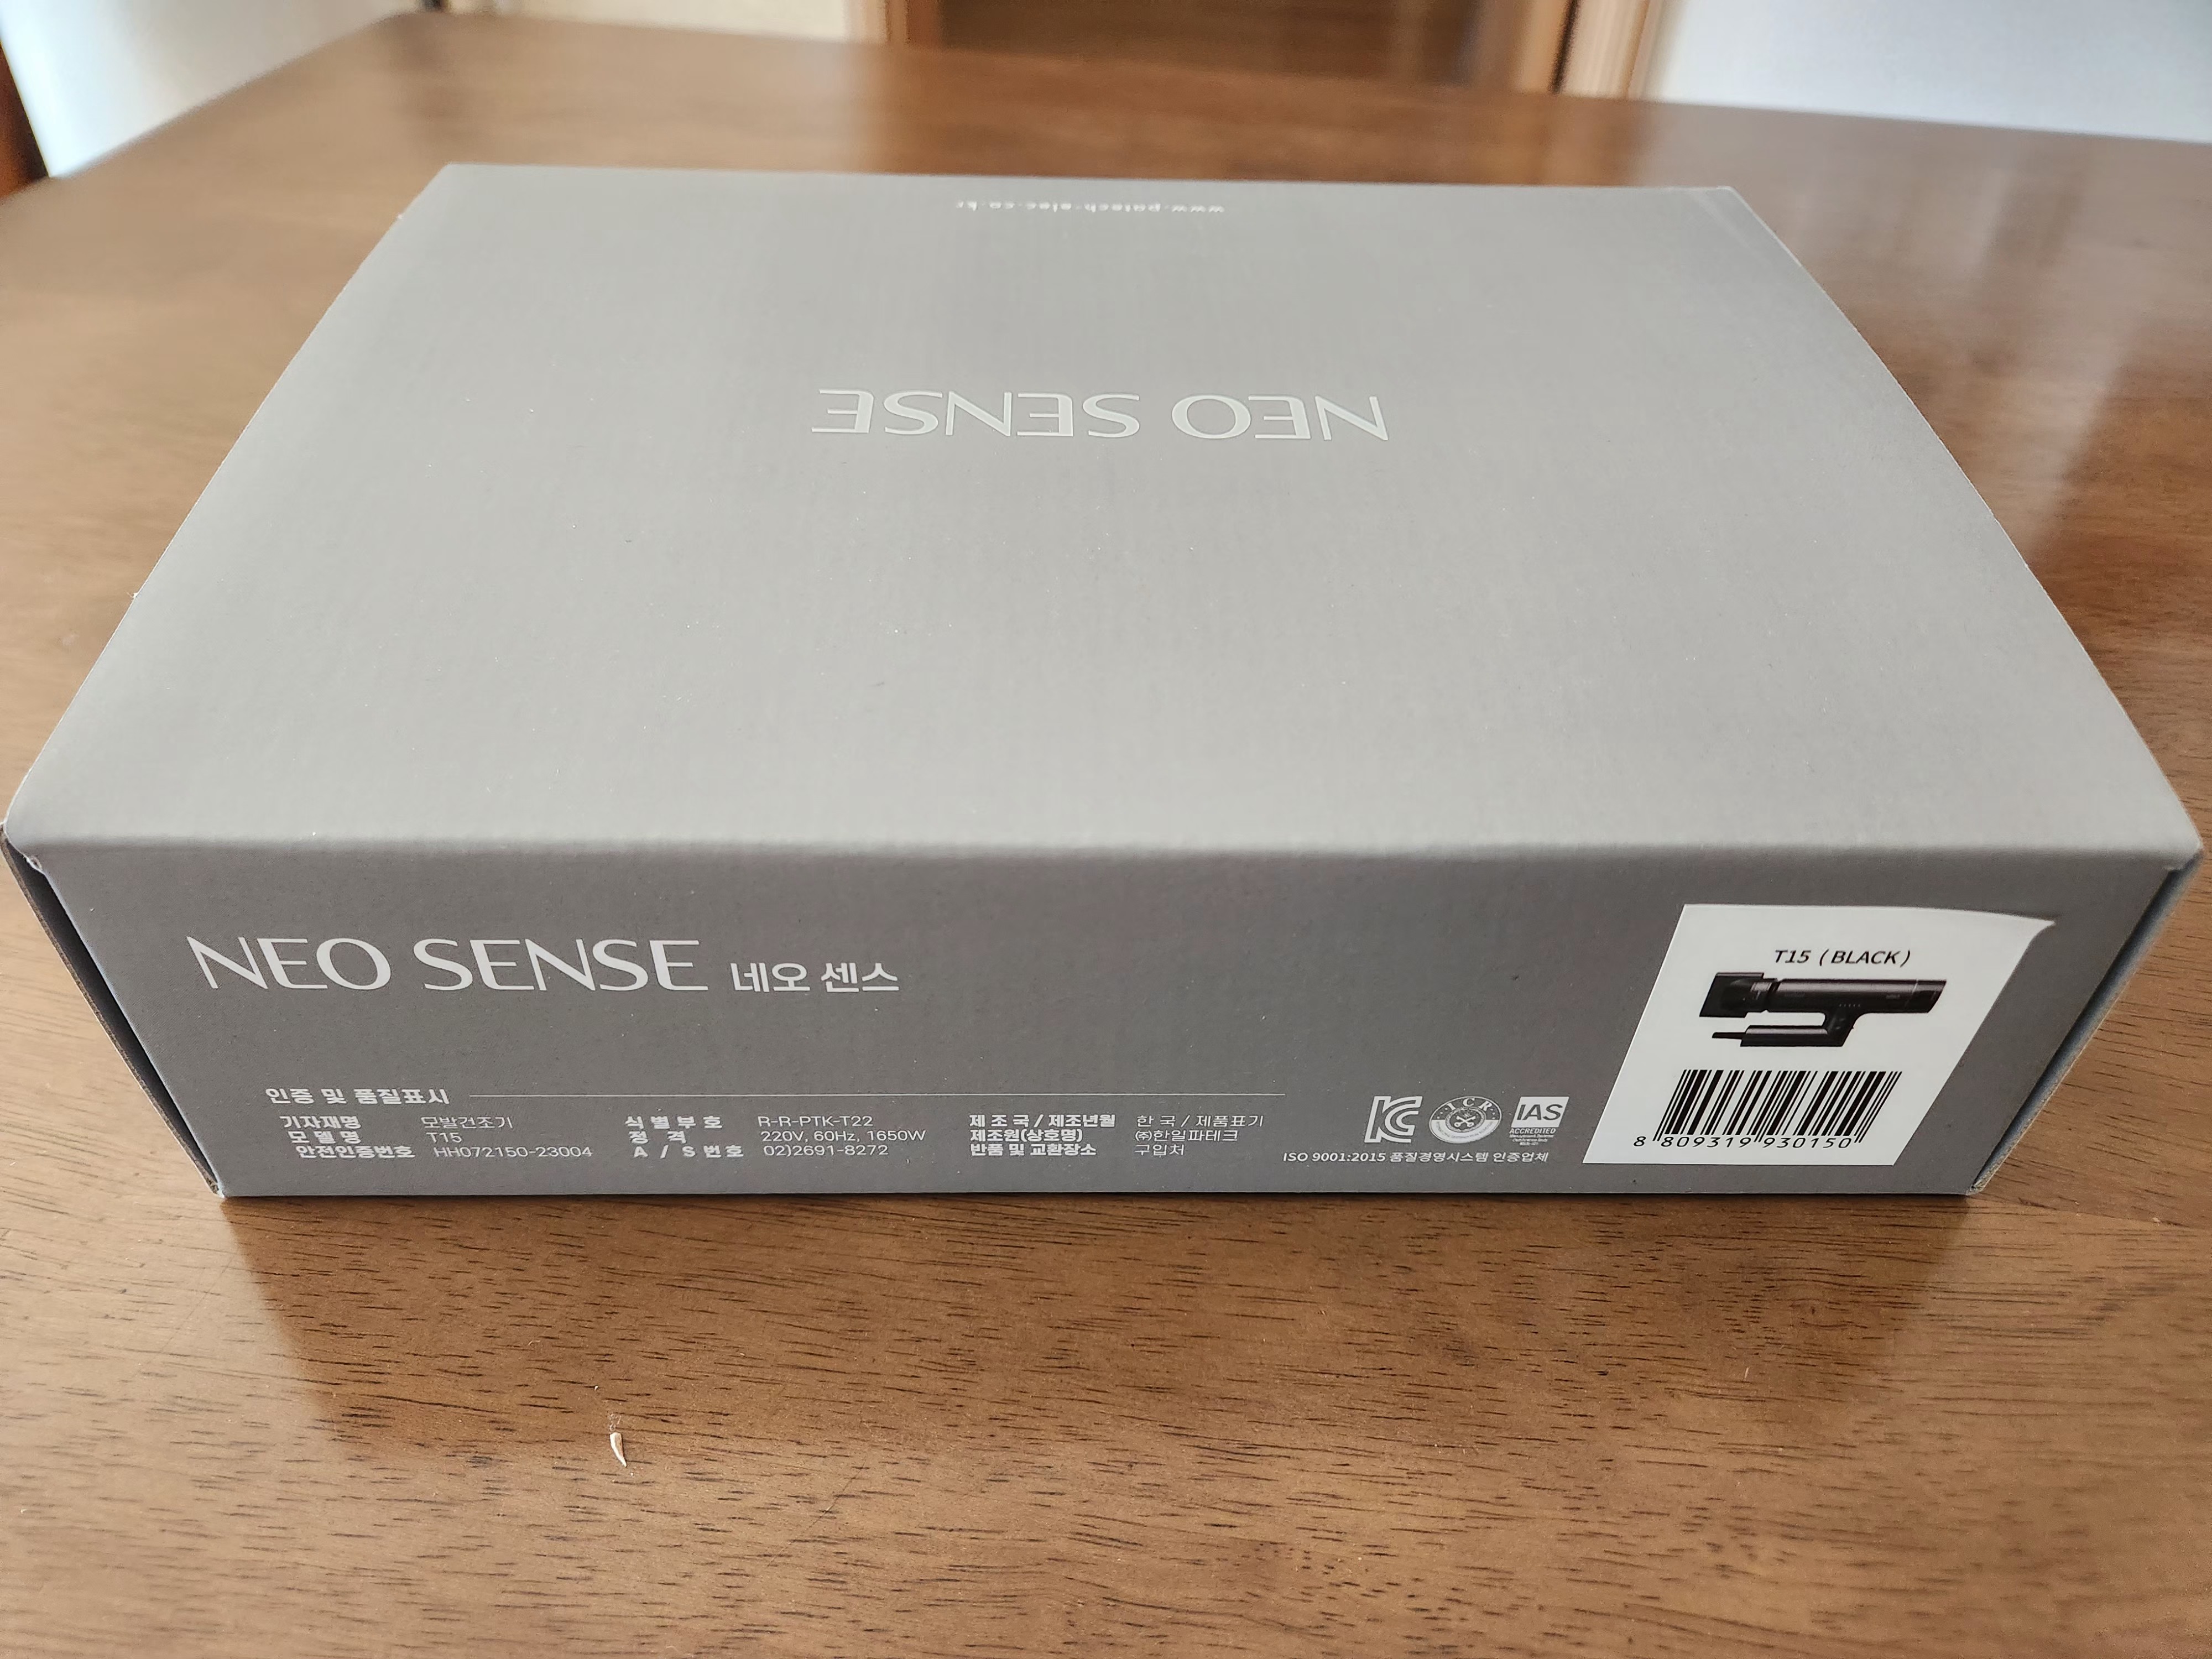 www.patech-elec.co.kr
NEO SENSE
NEO SENSE 네오 센스
인증 및 품질표시
기자재명 모발건조기 식별부호 R-R-PTK-T22 제조국/제조년월 한국/제품표기
모델명 T15 정격 220V, 60Hz, 1650W 제조원(상호명) ㈜한일파테크
안전인증번호 HH072150-23004 A/S번호 02)2691-8272 반품 및 교환장소 구입처
ICR
IAS
ACCREDITED
ISO 9001:2015 품질경영시스템 인증업체
T15 (BLACK)
8 809319 930150